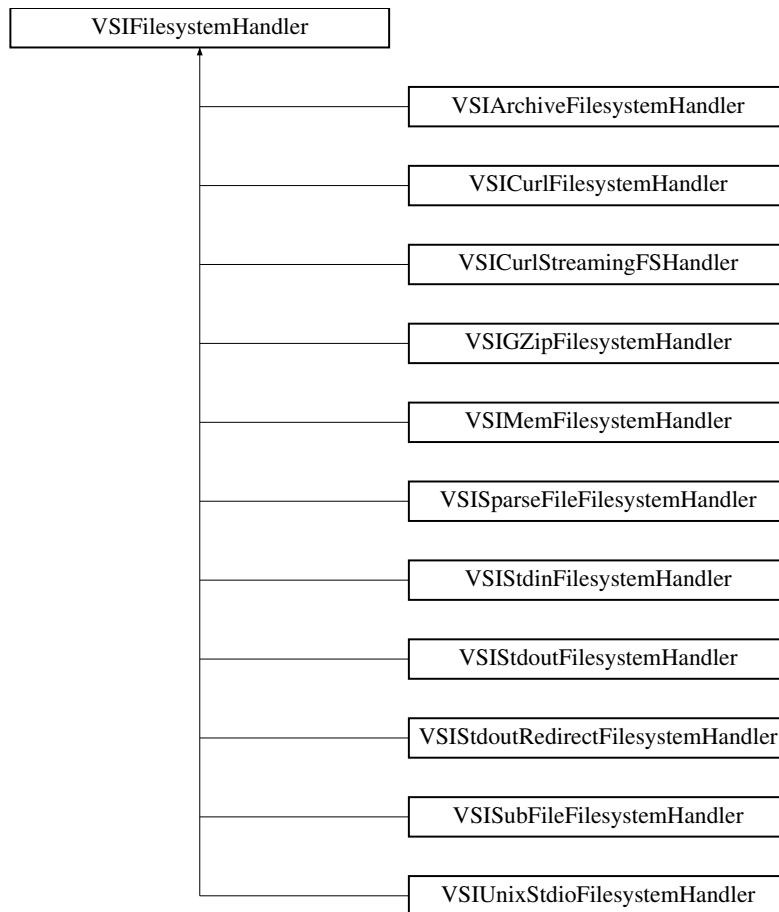 VSIFilesystemHandler
VSIArchiveFilesystemHandler
VSICurlFilesystemHandler
VSICurlStreamingFSHandler
VSIGZipFilesystemHandler
VSIMemFilesystemHandler
VSISparseFileFilesystemHandler
VSIStdinFilesystemHandler
VSIStdoutFilesystemHandler
VSIStdoutRedirectFilesystemHandler
VSISubFileFilesystemHandler
VSIUnixStdioFilesystemHandler